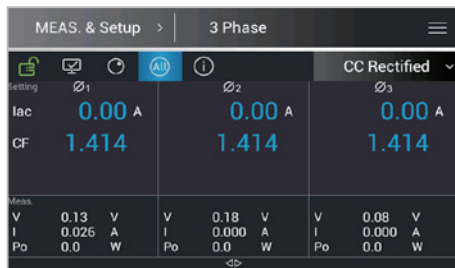 MEAS. & Setup > 3 Phase
All i CC Rectified
Setting Ø1 Ø2 Ø3
Iac 0.00 A 0.00 A 0.00 A
CF 1.414 1.414 1.414
Meas.
V 0.13 V V 0.18 V V 0.08 V
I 0.026 A I 0.000 A I 0.000 A
Po 0.0 W Po 0.0 W Po 0.0 W